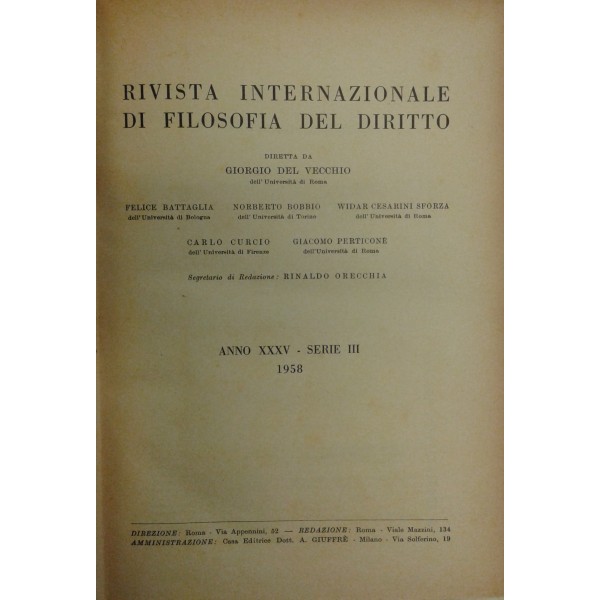 RIVISTA INTERNAZIONALE
DI FILOSOFIA DEL DIRITTO
DIRETTA DA
GIORGIO DEL VECCHIO
dell'Università di Roma
FELICE BATTAGLIA NORBERTO BOBBIO WIDAR CESARINI SFORZA
dell'Università di Bologna dell'Università di Torino dell'Università di Roma
CARLO CURCIO GIACOMO PERTICONE
dell'Università di Firenze dell'Università di Roma
Segretario di Redazione: RINALDO ORECCHIA
ANNO XXXV - SERIE III
1958
DIREZIONE: Roma - Via Appennini, 52 — REDAZIONE: Roma - Viale Mazzini, 134
AMMINISTRAZIONE: Casa Editrice Dott. A. GIUFFRÈ - Milano - Via Solferino, 19